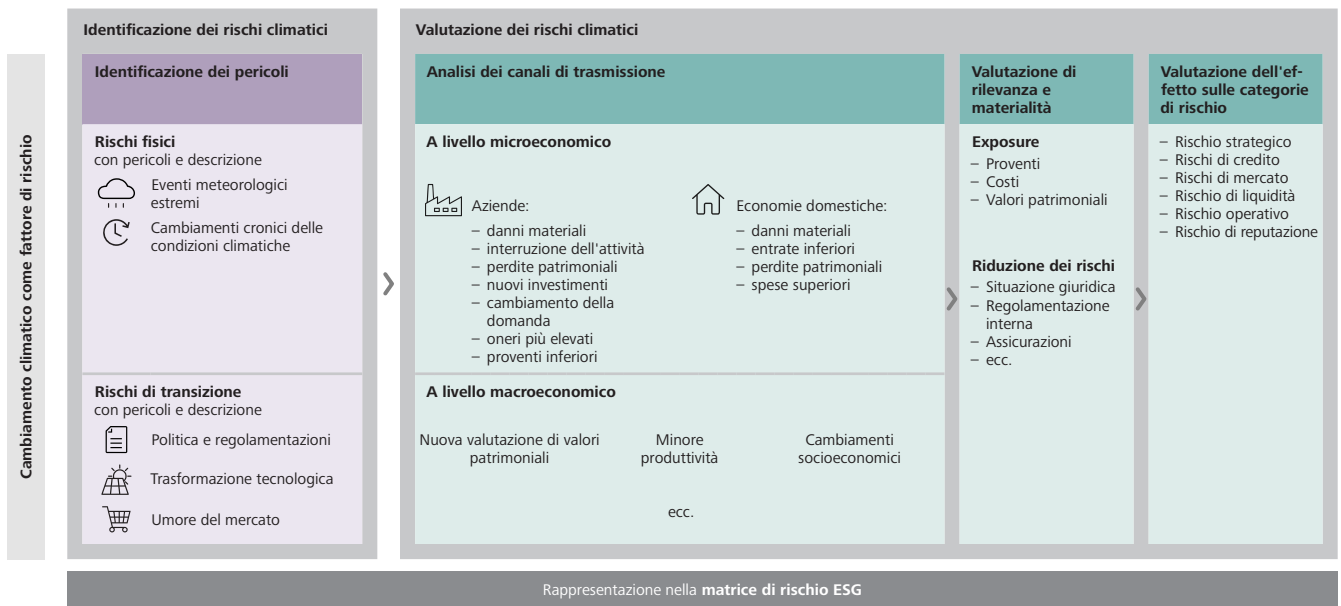 Cambiamento climatico come fattore di rischio
Identificazione dei rischi climatici
Identificazione dei pericoli
Rischi fisici
con pericoli e descrizione
Eventi meteorologici
estremi
Cambiamenti cronici delle
condizioni climatiche
Rischi di transizione
con pericoli e descrizione
Politica e regolamentazioni
Trasformazione tecnologica
Umore del mercato
Valutazione dei rischi climatici
Analisi dei canali di trasmissione
A livello microeconomico
Aziende:
– danni materiali
– interruzione dell'attività
– perdite patrimoniali
– nuovi investimenti
– cambiamento della
domanda
– oneri più elevati
– proventi inferiori
Economie domestiche:
– danni materiali
– entrate inferiori
– perdite patrimoniali
– spese superiori
A livello macroeconomico
Nuova valutazione di valori
patrimoniali
Minore
produttività
Cambiamenti
socioeconomici
ecc.
Valutazione di
rilevanza e
materialità
Exposure
– Proventi
– Costi
– Valori patrimoniali
Riduzione dei rischi
– Situazione giuridica
– Regolamentazione
interna
– Assicurazioni
– ecc.
Valutazione dell'ef-
fetto sulle categorie
di rischio
– Rischio strategico
– Rischi di credito
– Rischi di mercato
– Rischio di liquidità
– Rischio operativo
– Rischio di reputazione
Rappresentazione nella matrice di rischio ESG